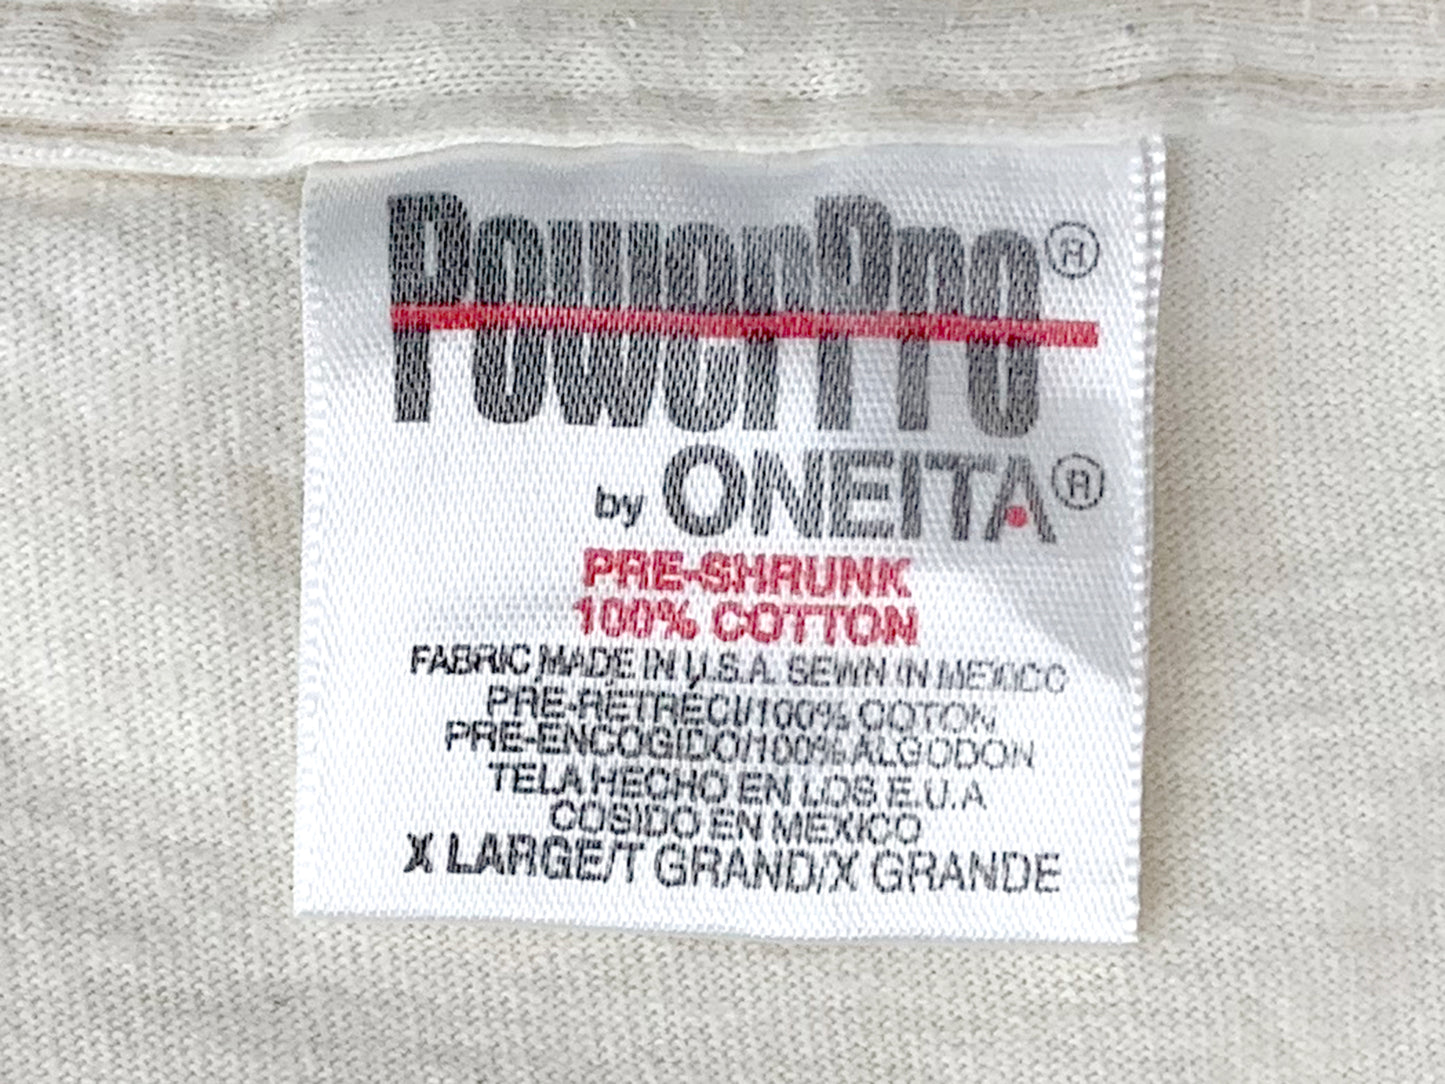 PowerPro®
by ONEITA®
PRE-SHRUNK
100% COTTON
FABRIC MADE IN U.S.A. SEWN IN MEXICO
PRE-RÉTRÉCI/100% COTON
PRE-ENCOGIDO/100% ALGODON
TELA HECHO EN LOS E.U.A
COSIDO EN MEXICO
X LARGE/T GRAND/X GRANDE